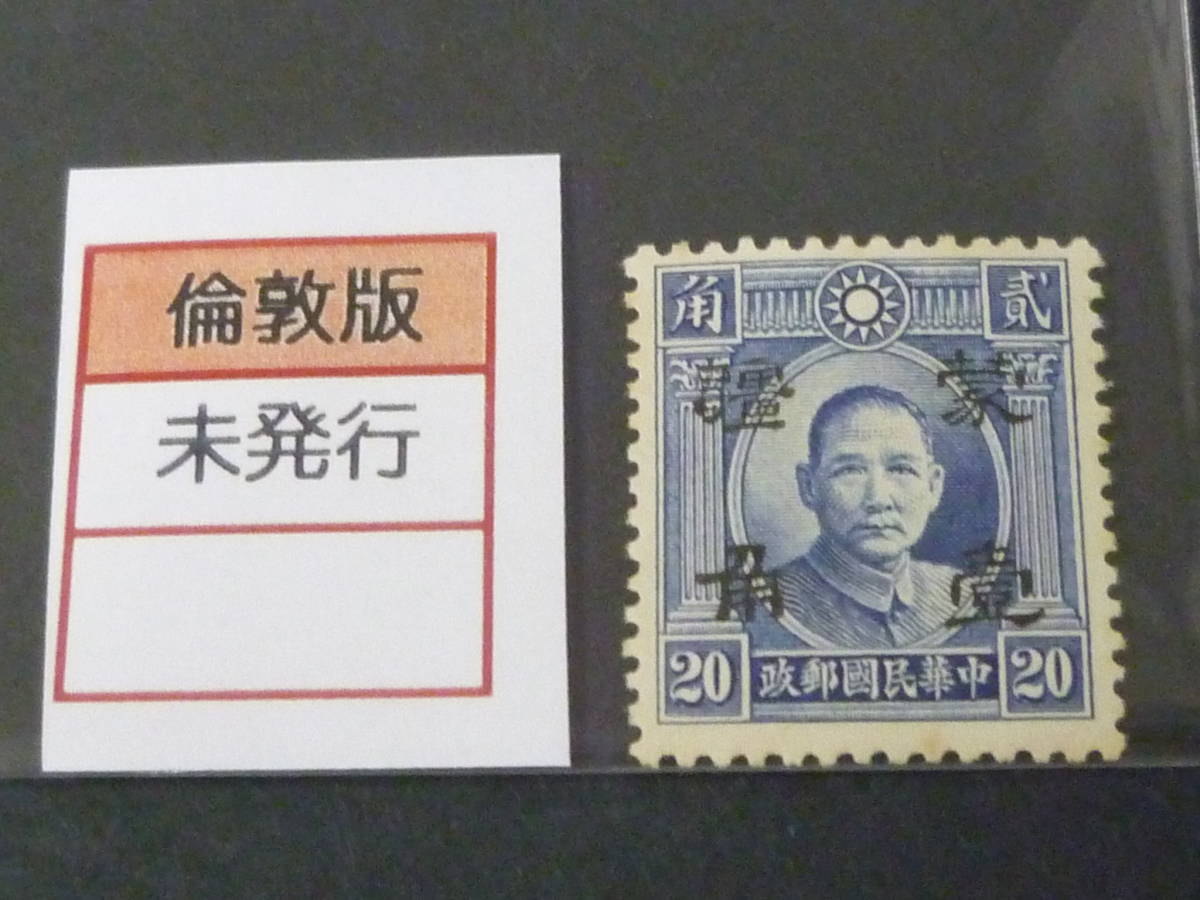 倫敦版
未発行
角 貳
疆 蒙
角 壹
20 政郵國民華中 20